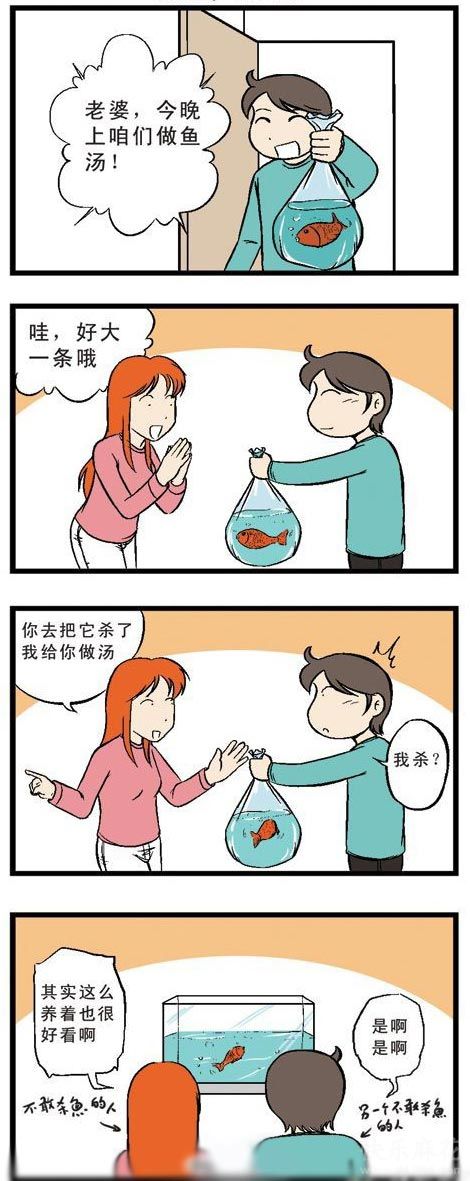 老婆，今晚
上咱们做鱼
汤！
哇，好大
一条哦
你去把它杀了
我给你做汤
我杀？
其实这么
养着也很
好看啊
是啊
是啊
不敢杀魚的人
另一个不敢杀魚
的人